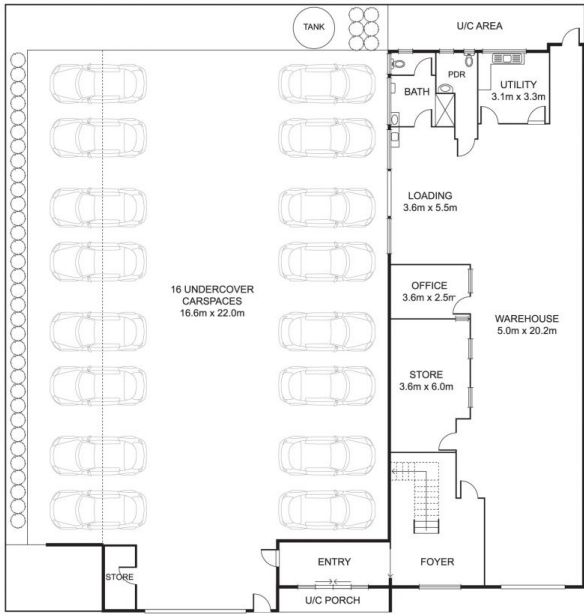 TANK
U/C AREA
PDR
BATH
UTILITY
3.1m x 3.3m
LOADING
3.6m x 5.5m
16 UNDERCOVER
CARSPACES
16.6m x 22.0m
OFFICE
3.6m x 2.5m
WAREHOUSE
5.0m x 20.2m
STORE
3.6m x 6.0m
STORE
ENTRY
FOYER
U/C PORCH